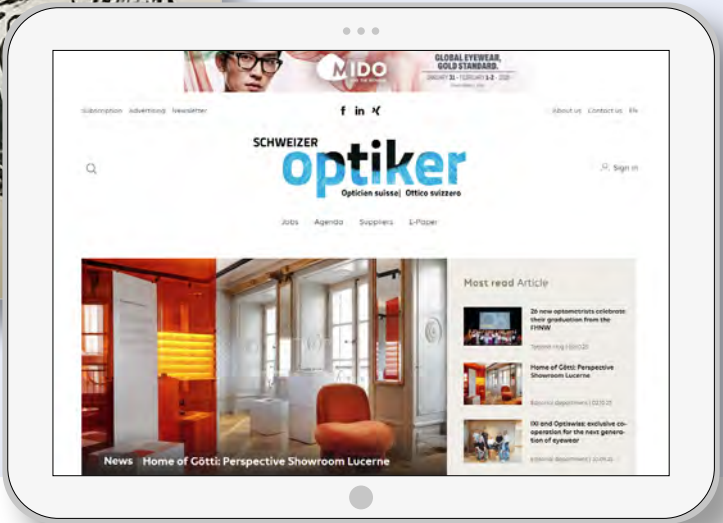 MIDO
GLOBAL EYEWEAR,
GOLD STANDARD.
Subscription Advertising Newsletter
f in
About us Contact us EN
SCHWEIZER
optiker
Opticien suisse| Ottico svizzero
Sign in
Jobs Agenda Suppliers E-Paper
News Home of Götti: Perspective Showroom Lucerne
Most read Article
26 new optometrists celebrate
their graduation from the
FHNW
Home of Götti: Perspective
Showroom Lucerne
IXI and Optiswiss: exclusive co-
operation for the next genera-
tion of eyewear